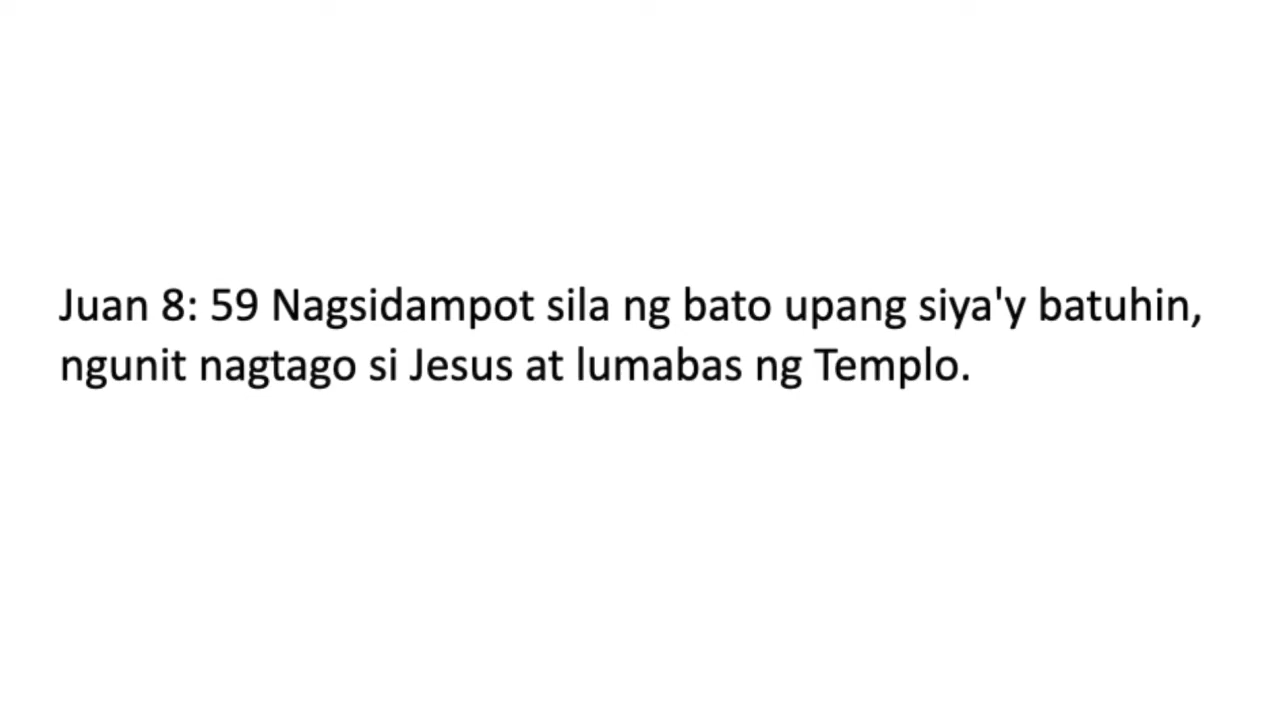 Juan 8: 59 Nagsidampot sila ng bato upang siya'y batuhin,
ngunit nagtago si Jesus at lumabas ng Templo.